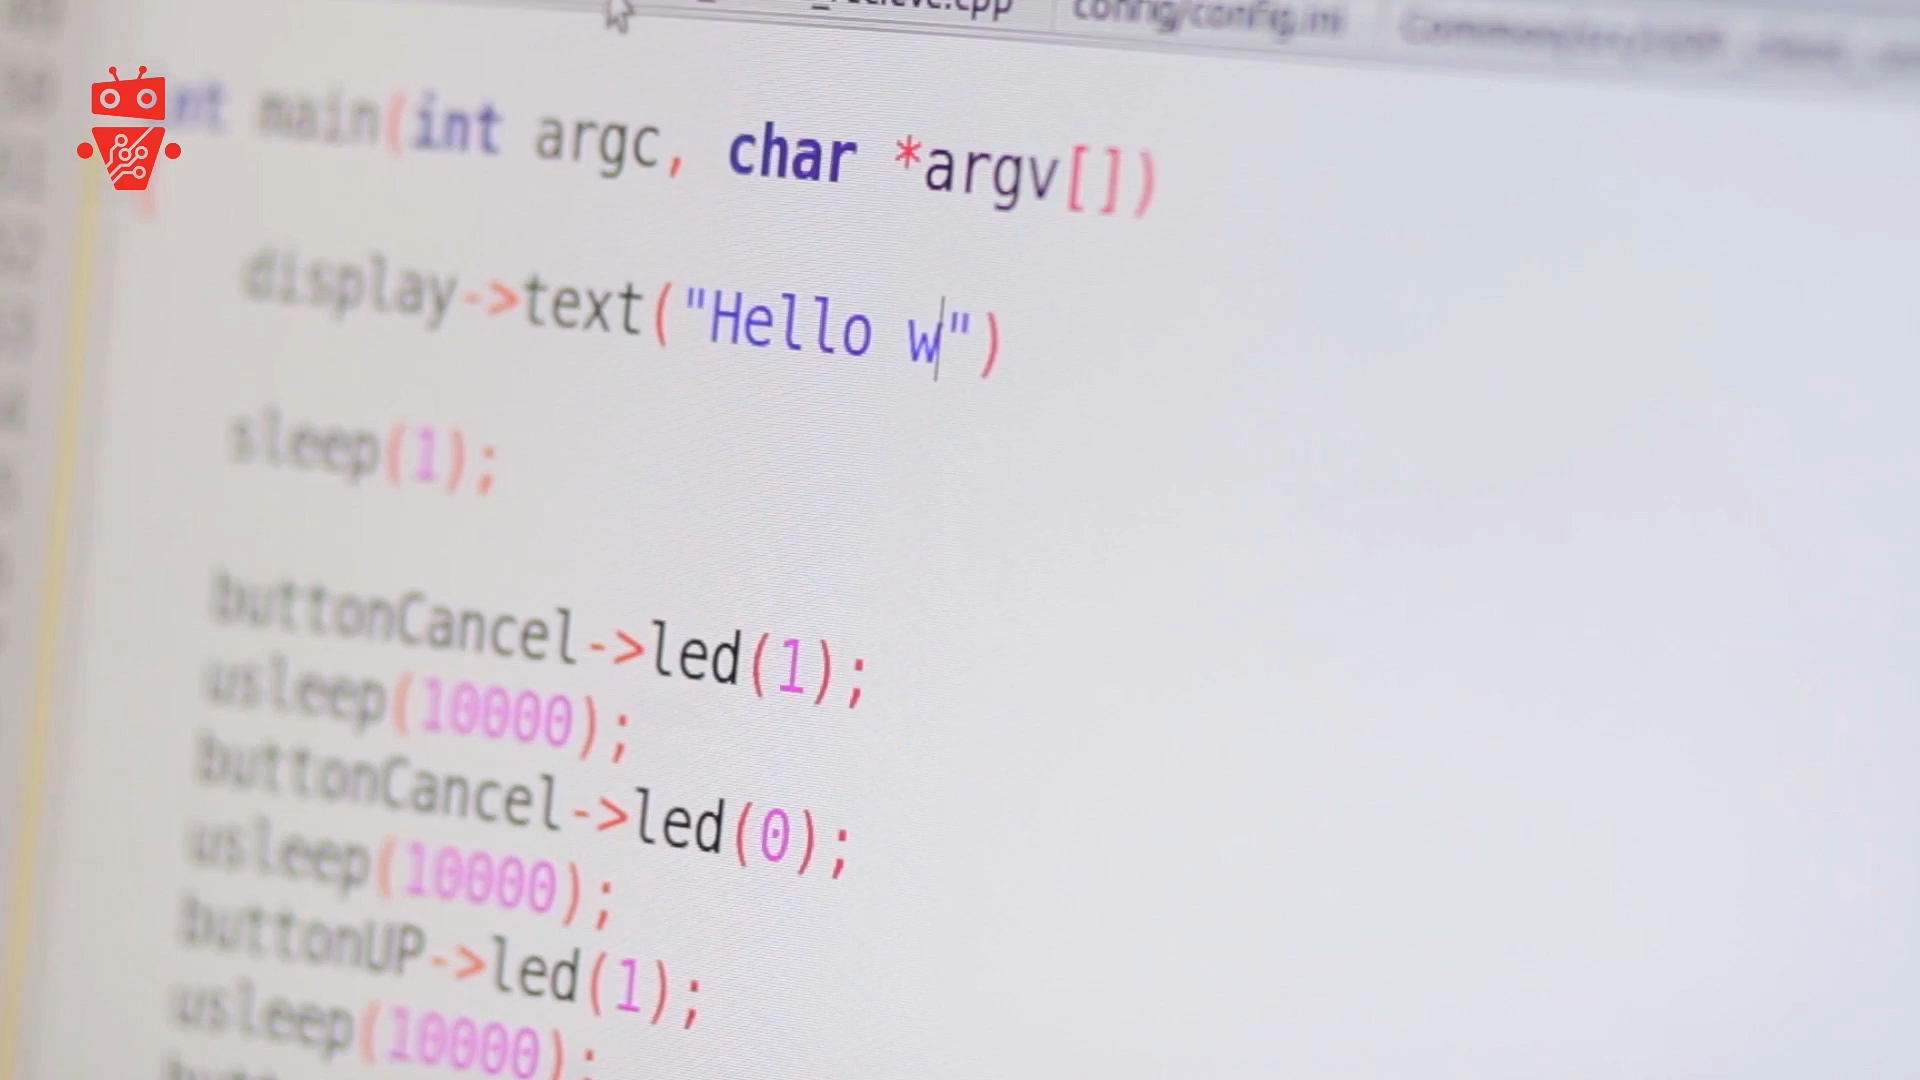 config/config.ini
int main(int argc, char *argv[])
{
display->text("Hello w")
sleep(1);
buttonCancel->led(1);
usleep(10000);
buttonCancel->led(0);
usleep(10000);
buttonUP->led(1);
usleep(10000);